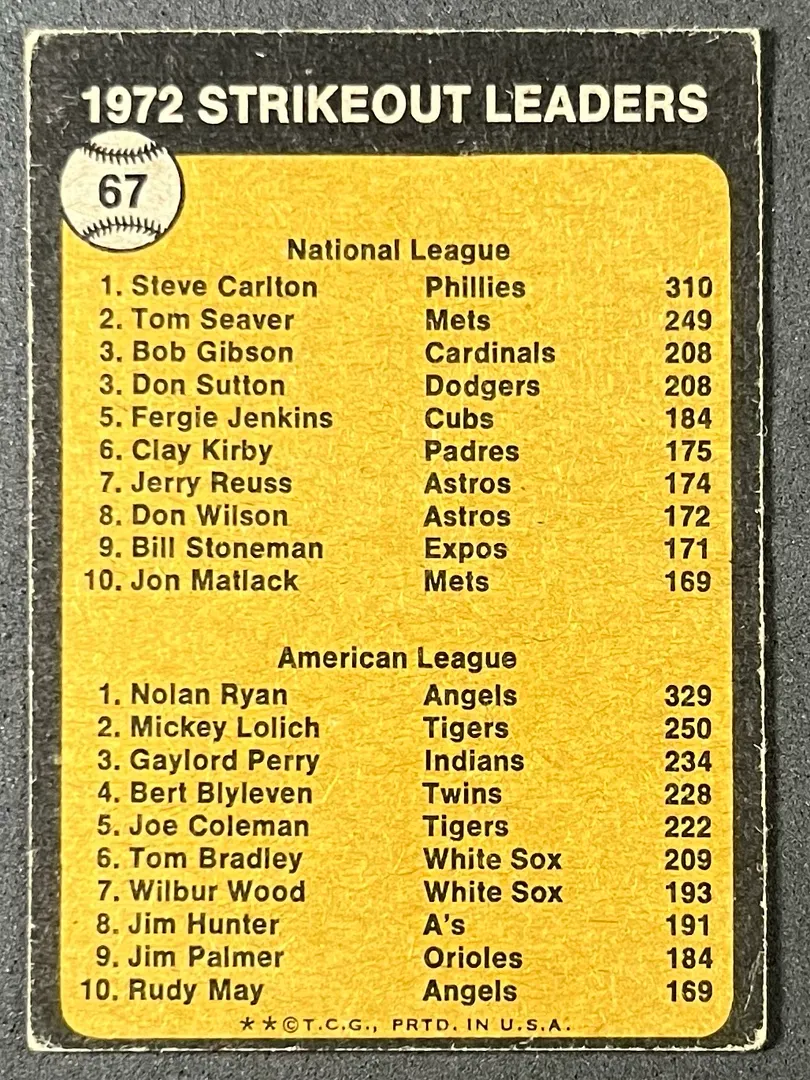 1972 STRIKEOUT LEADERS
67
National League
1. Steve Carlton Phillies 310
2. Tom Seaver Mets 249
3. Bob Gibson Cardinals 208
3. Don Sutton Dodgers 208
5. Fergie Jenkins Cubs 184
6. Clay Kirby Padres 175
7. Jerry Reuss Astros 174
8. Don Wilson Astros 172
9. Bill Stoneman Expos 171
10. Jon Matlack Mets 169
American League
1. Nolan Ryan Angels 329
2. Mickey Lolich Tigers 250
3. Gaylord Perry Indians 234
4. Bert Blyleven Twins 228
5. Joe Coleman Tigers 222
6. Tom Bradley White Sox 209
7. Wilbur Wood White Sox 193
8. Jim Hunter A's 191
9. Jim Palmer Orioles 184
10. Rudy May Angels 169
★★©T.C.G., PRTD. IN U.S.A.